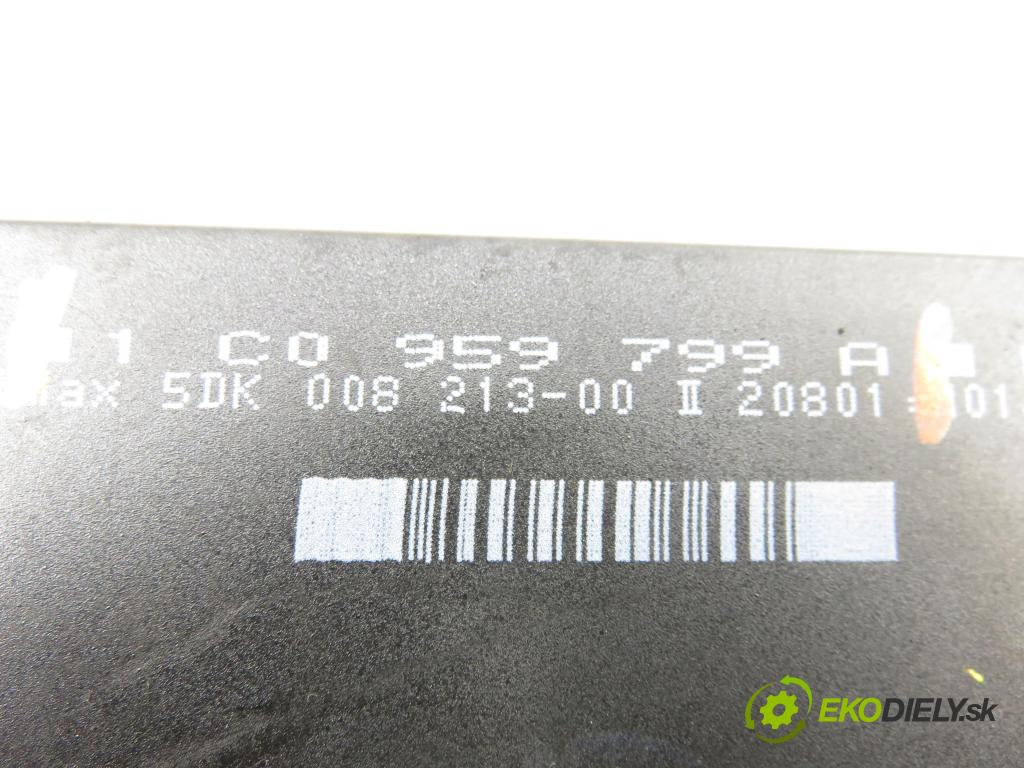 1 C0 959 799 A
5DK 008 213-00 II 20801
EKODIELY.sk